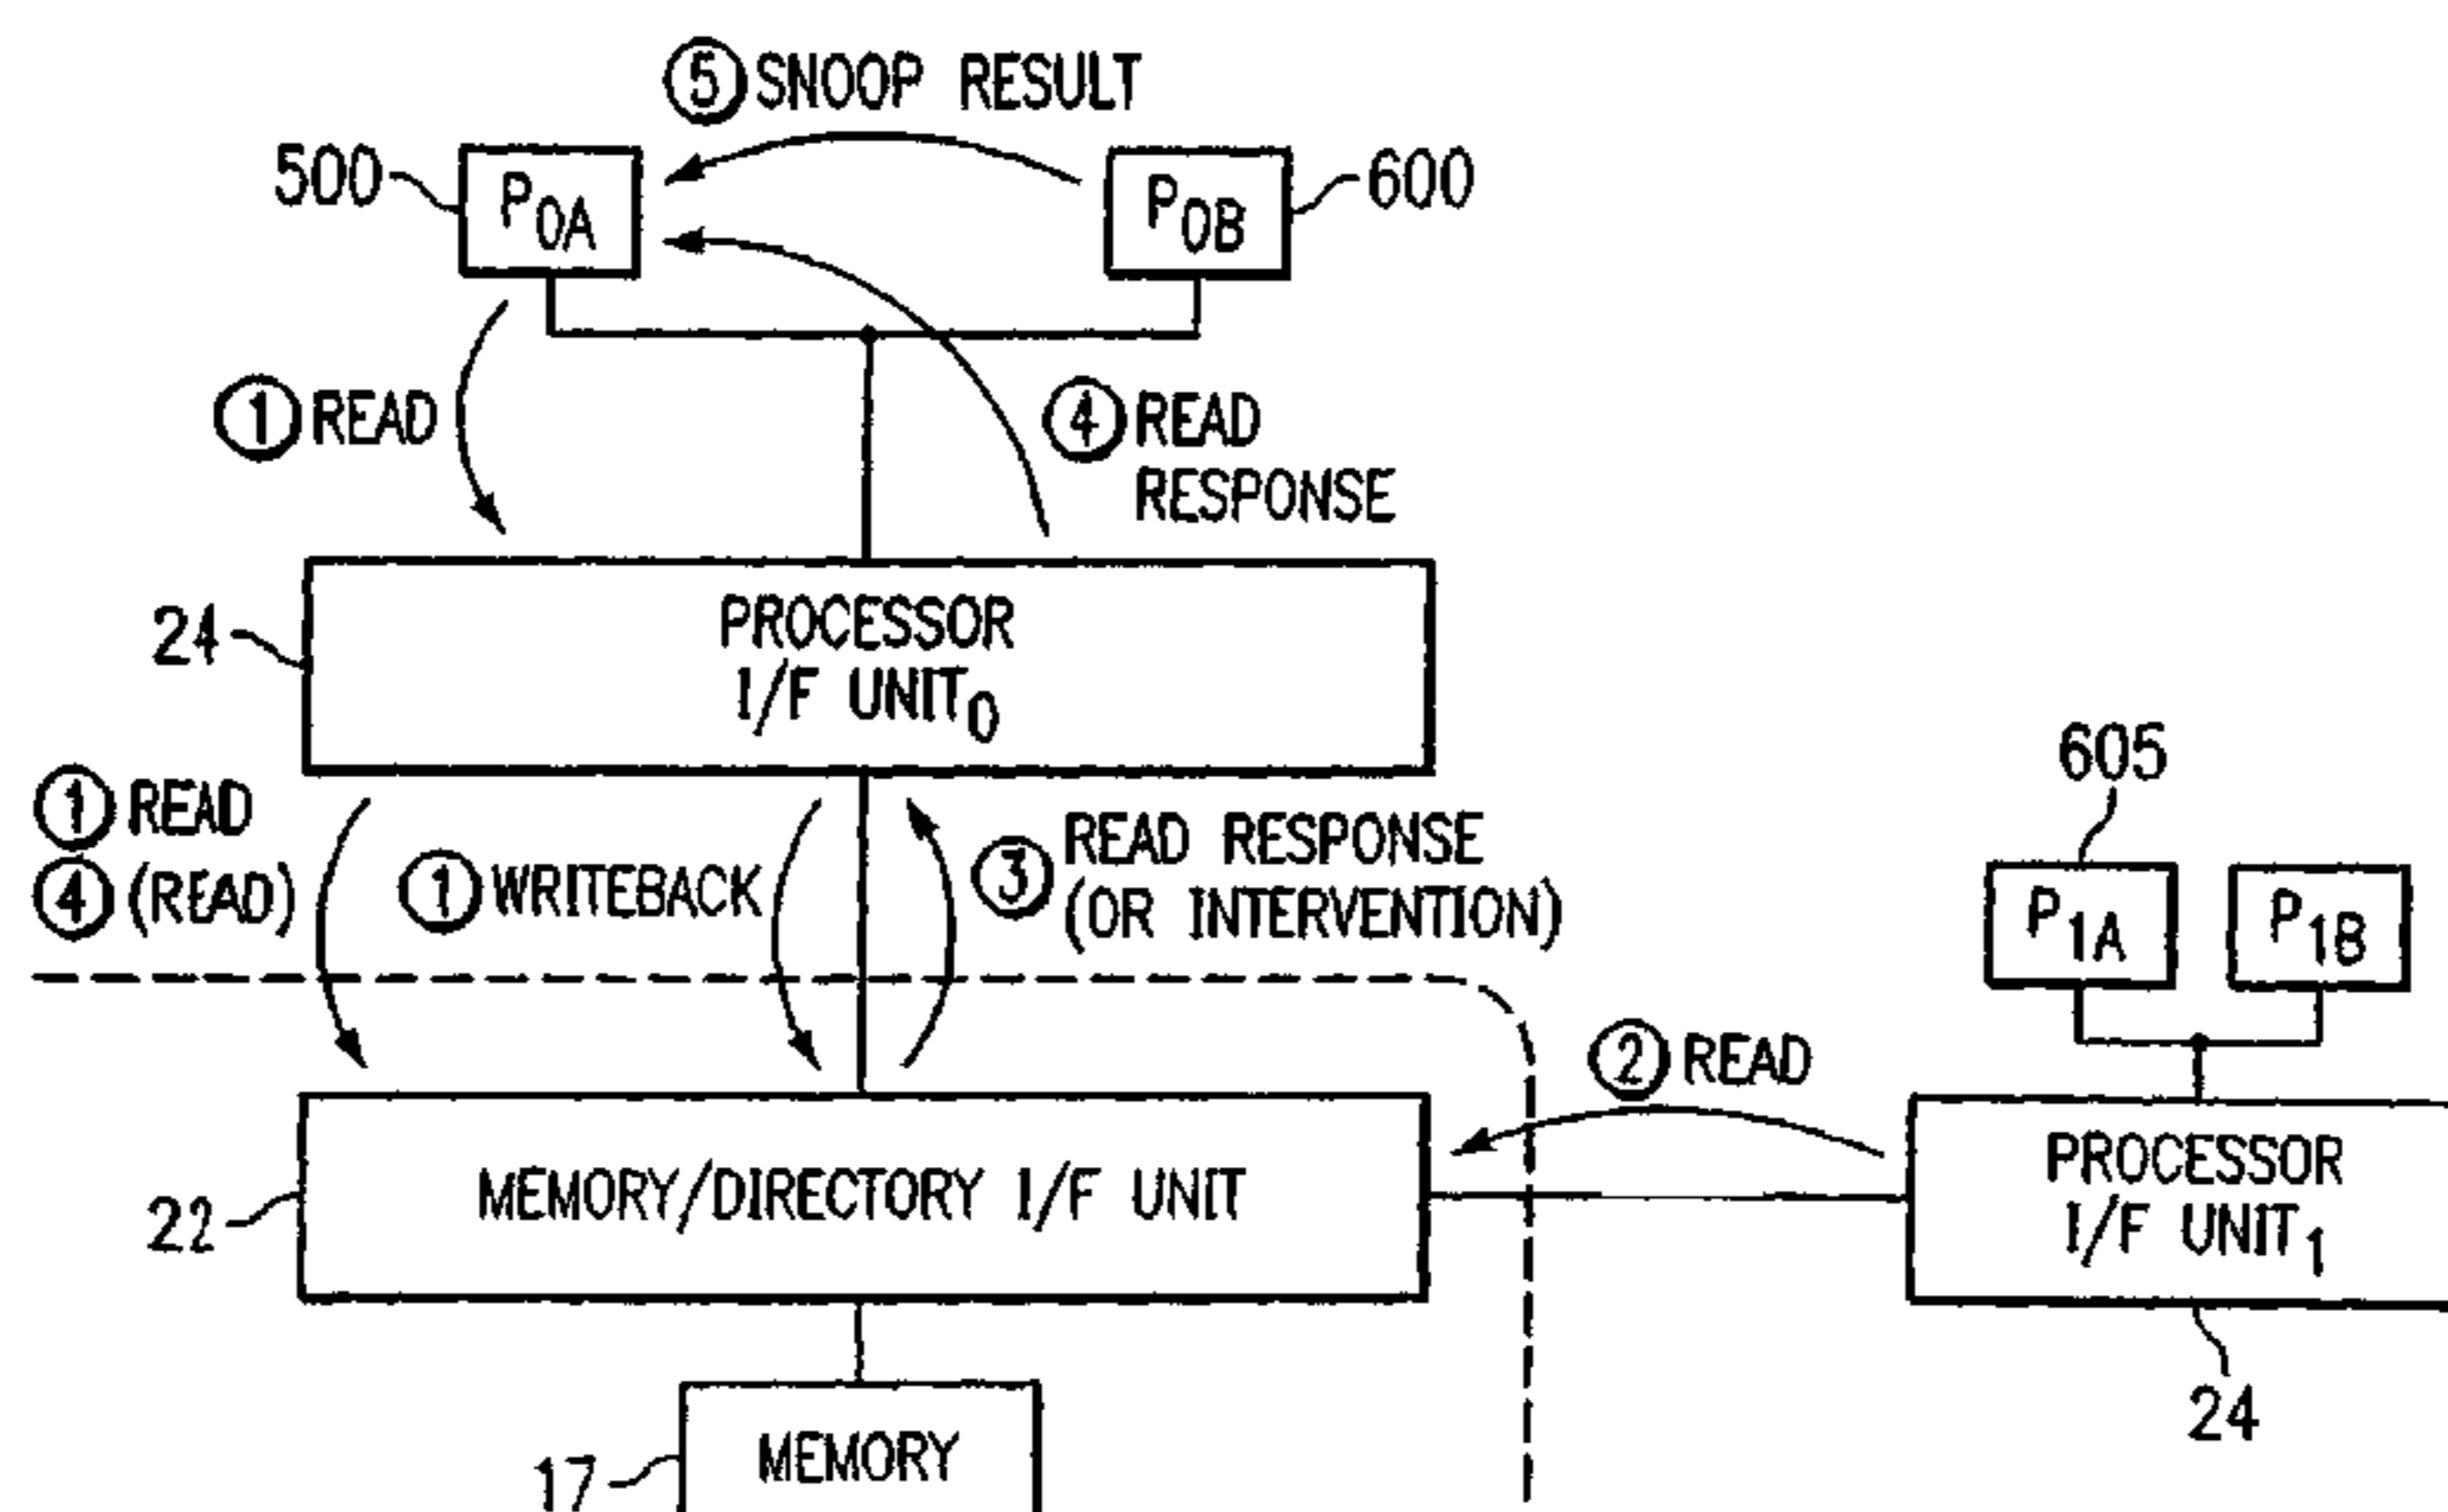 ⑤ SNOOP RESULT
500
P0A
P0B
600
① READ
④ READ
RESPONSE
24
PROCESSOR
I/F UNIT0
① READ
④ (READ)
① WRITEBACK
③ READ RESPONSE
(OR INTERVENTION)
605
P1A
P1B
② READ
22
MEMORY/DIRECTORY I/F UNIT
PROCESSOR
I/F UNIT1
24
17
MEMORY